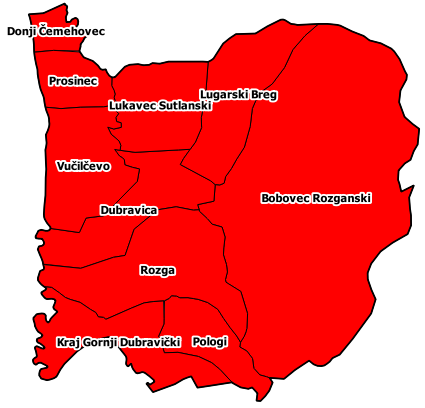 Donji Čemehovec
Prosinec
Lugarski Breg
Lukavec Sutlanski
Vučilčevo
Bobovec Rozganski
Dubravica
Rozga
Kraj Gornji Dubravički
Pologi